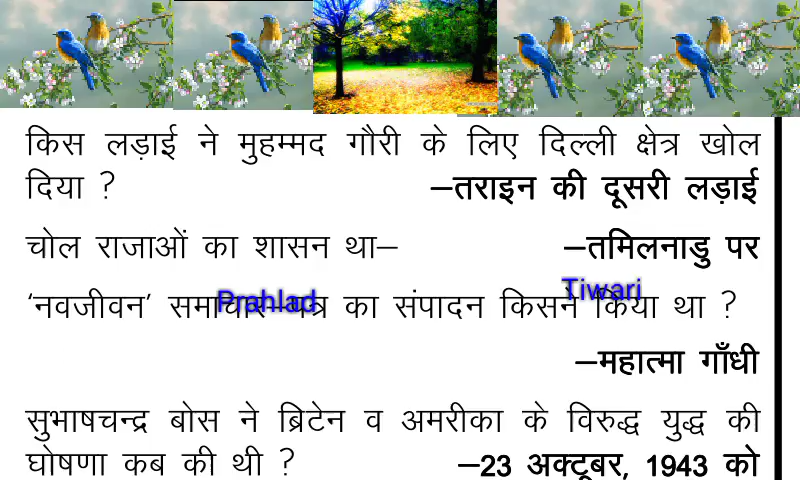 किस लड़ाई ने मुहम्मद गौरी के लिए दिल्ली क्षेत्र खोल
दिया ? –तराइन की दूसरी लड़ाई
चोल राजाओं का शासन था– –तमिलनाडु पर
‘नवजीवन’ समाचार–पत्र का संपादन किसने किया था ?
Prahlad Tiwari
–महात्मा गाँधी
सुभाषचन्द्र बोस ने ब्रिटेन व अमरीका के विरुद्ध युद्ध की
घोषणा कब की थी ? –23 अक्टूबर, 1943 को